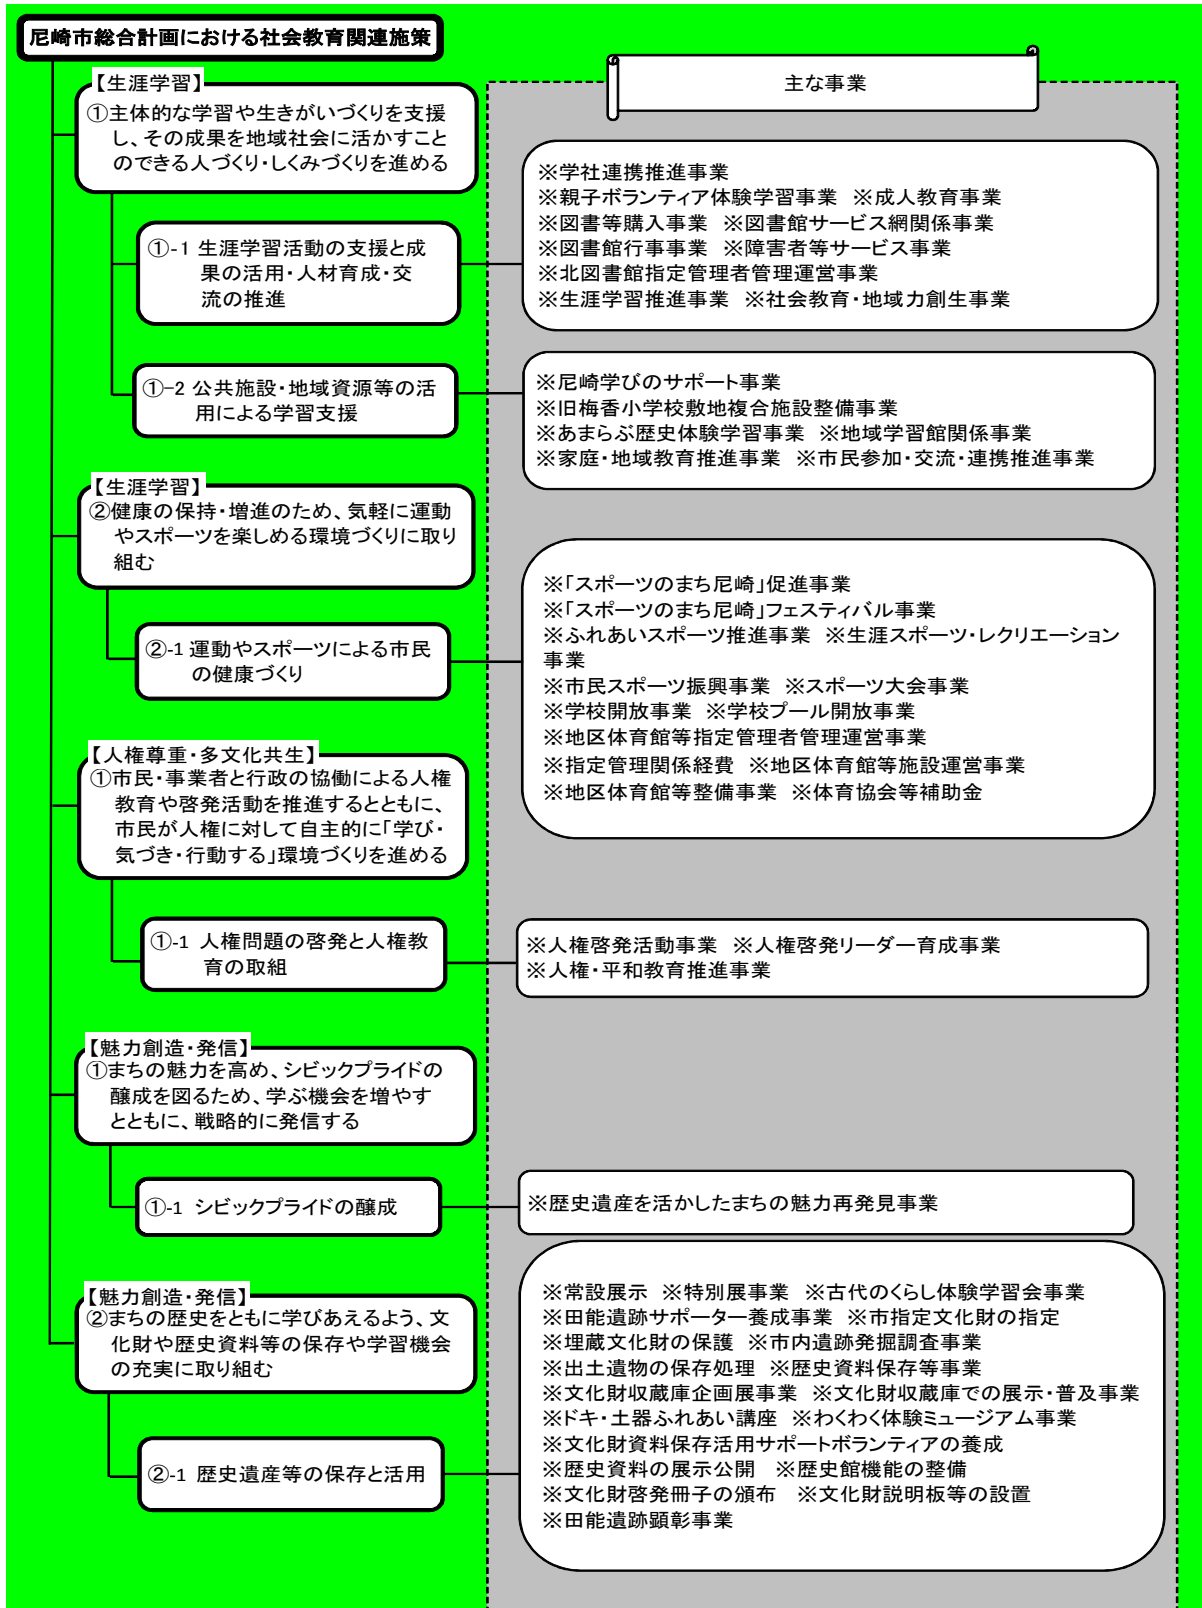 尼崎市総合計画における社会教育関連施策
主な事業
【生涯学習】
①主体的な学習や生きがいづくりを支援
し、その成果を地域社会に活かすこと
のできる人づくり・しくみづくりを進める
①-1 生涯学習活動の支援と成
果の活用・人材育成・交
流の推進
※学社連携推進事業
※親子ボランティア体験学習事業 ※成人教育事業
※図書等購入事業 ※図書館サービス網関係事業
※図書館行事事業 ※障害者等サービス事業
※北図書館指定管理者管理運営事業
※生涯学習推進事業 ※社会教育・地域力創生事業
①-2 公共施設・地域資源等の活
用による学習支援
※尼崎学びのサポート事業
※旧梅香小学校敷地複合施設整備事業
※あまらぶ歴史体験学習事業 ※地域学習館関係事業
※家庭・地域教育推進事業 ※市民参加・交流・連携推進事業
【生涯学習】
②健康の保持・増進のため、気軽に運動
やスポーツを楽しめる環境づくりに取り
組む
②-1 運動やスポーツによる市民
の健康づくり
※「スポーツのまち尼崎」促進事業
※「スポーツのまち尼崎」フェスティバル事業
※ふれあいスポーツ推進事業 ※生涯スポーツ・レクリエーション
事業
※市民スポーツ振興事業 ※スポーツ大会事業
※学校開放事業 ※学校プール開放事業
※地区体育館等指定管理者管理運営事業
※指定管理関係経費 ※地区体育館等施設運営事業
※地区体育館等整備事業 ※体育協会等補助金
【人権尊重・多文化共生】
①市民・事業者と行政の協働による人権
教育や啓発活動を推進するとともに、
市民が人権に対して自主的に「学び・
気づき・行動する」環境づくりを進める
①-1 人権問題の啓発と人権教
育の取組
※人権啓発活動事業 ※人権啓発リーダー育成事業
※人権・平和教育推進事業
【魅力創造・発信】
①まちの魅力を高め、シビックプライドの
醸成を図るため、学ぶ機会を増やす
とともに、戦略的に発信する
①-1 シビックプライドの醸成
※歴史遺産を活かしたまちの魅力再発見事業
【魅力創造・発信】
②まちの歴史をともに学びあえるよう、文
化財や歴史資料等の保存や学習機会
の充実に取り組む
②-1 歴史遺産等の保存と活用
※常設展示 ※特別展事業 ※古代のくらし体験学習会事業
※田能遺跡サポーター養成事業 ※市指定文化財の指定
※埋蔵文化財の保護 ※市内遺跡発掘調査事業
※出土遺物の保存処理 ※歴史資料保存等事業
※文化財収蔵庫企画展事業 ※文化財収蔵庫での展示・普及事業
※ドキ・土器ふれあい講座 ※わくわく体験ミュージアム事業
※文化財資料保存活用サポートボランティアの養成
※歴史資料の展示公開 ※歴史館機能の整備
※文化財啓発冊子の頒布 ※文化財説明板等の設置
※田能遺跡顕彰事業